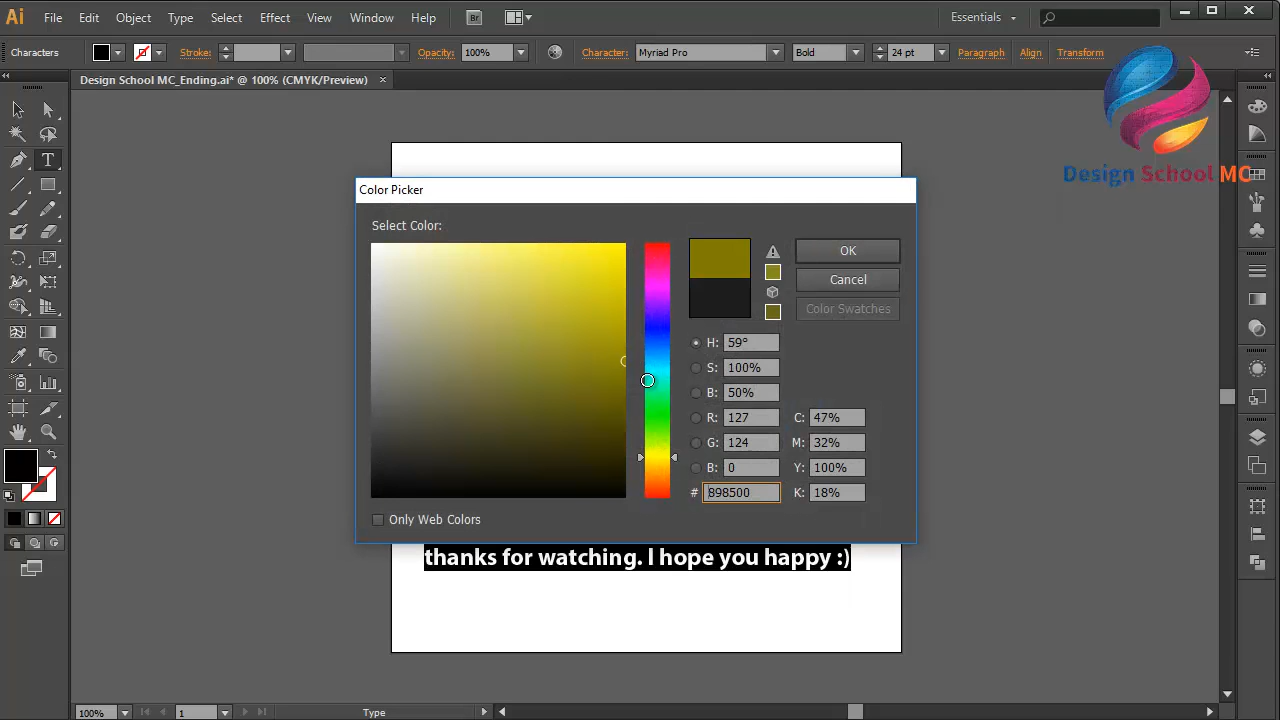 Ai File Edit Object Type Select Effect View Window Help Br Essentials
Characters Stroke: Opacity: 100% Character: Myriad Pro Bold 24 pt Paragraph Align Transform
Design School MC_Ending.ai* @ 100% (CMYK/Preview) ×
Design School MC
Color Picker
Select Color:
OK
Cancel
Color Swatches
H: 59°
S: 100%
B: 50%
R: 127 C: 47%
G: 124 M: 32%
B: 0 Y: 100%
# 898500 K: 18%
Only Web Colors
thanks for watching. I hope you happy :)
100% 1 Type